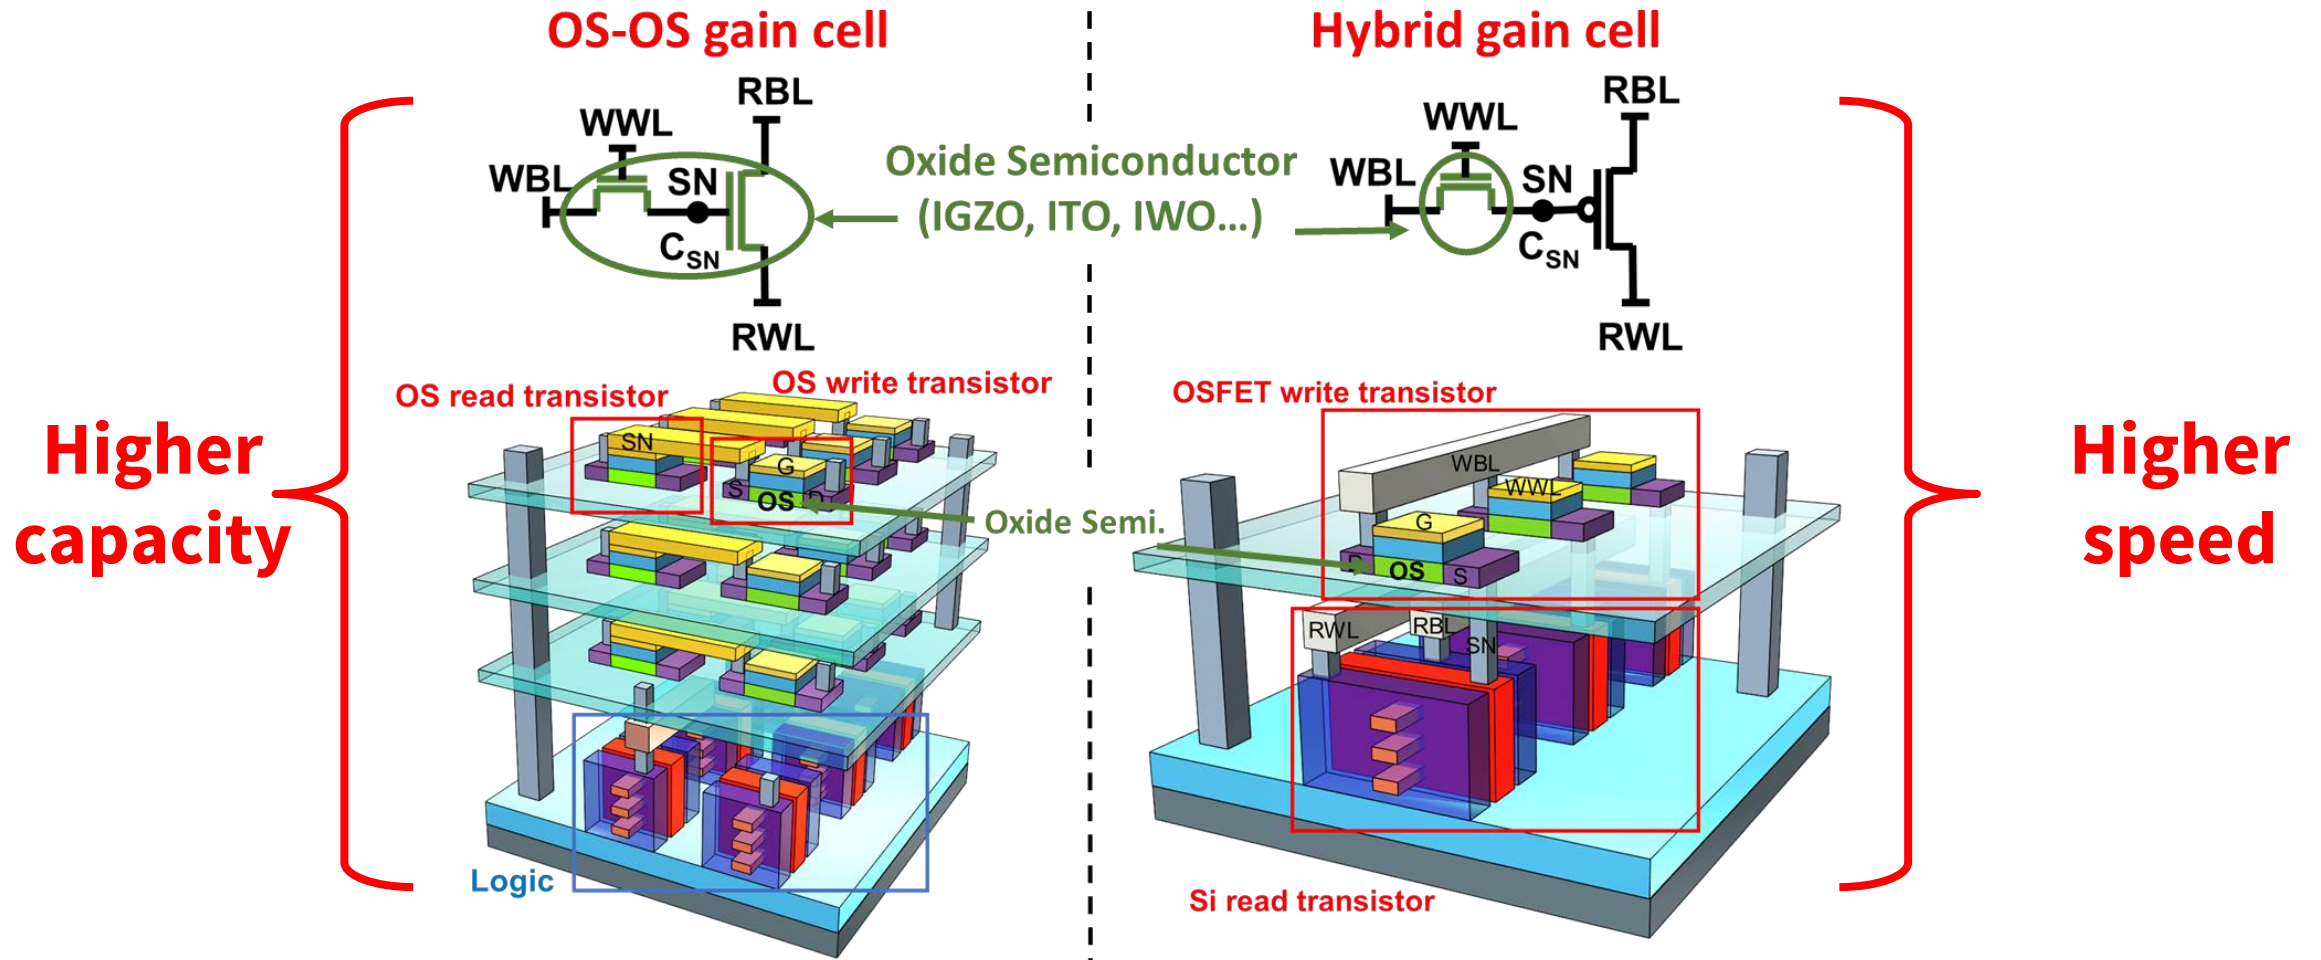 OS-OS gain cell
Hybrid gain cell
RBL
WWL
WBL
SN
CSN
RWL
Oxide Semiconductor
(IGZO, ITO, IWO...)
RBL
WWL
WBL
SN
CSN
RWL
Higher
capacity
OS read transistor
OS write transistor
SN
G
S
OS
D
Oxide Semi.
Logic
OSFET write transistor
WBL
WWL
G
D
OS
S
RWL
RBL
SN
Si read transistor
Higher
speed